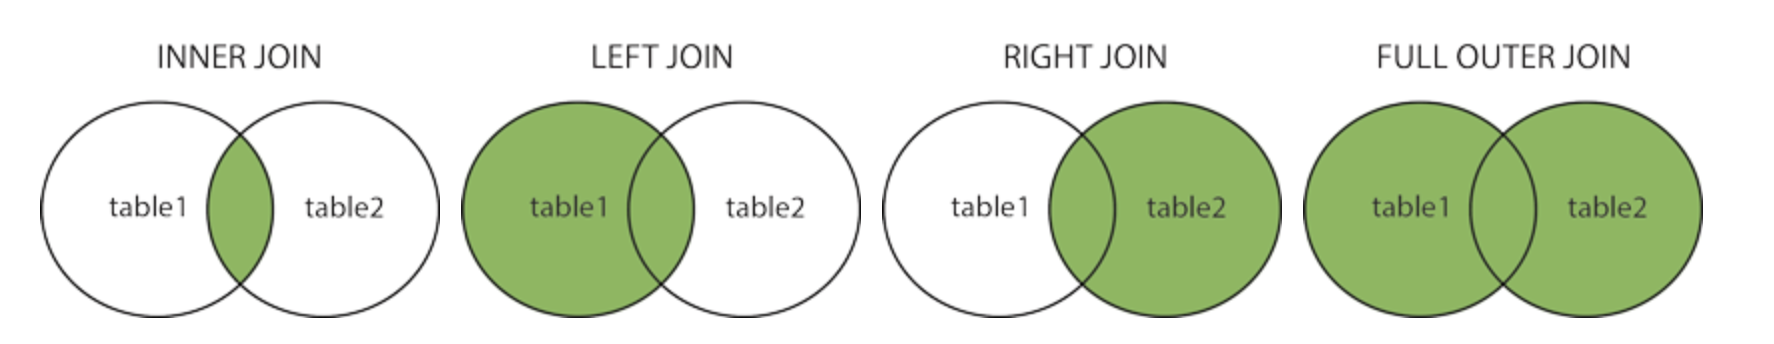 INNER JOIN
LEFT JOIN
RIGHT JOIN
FULL OUTER JOIN
table1
table2
table1
table2
table1
table2
table1
table2